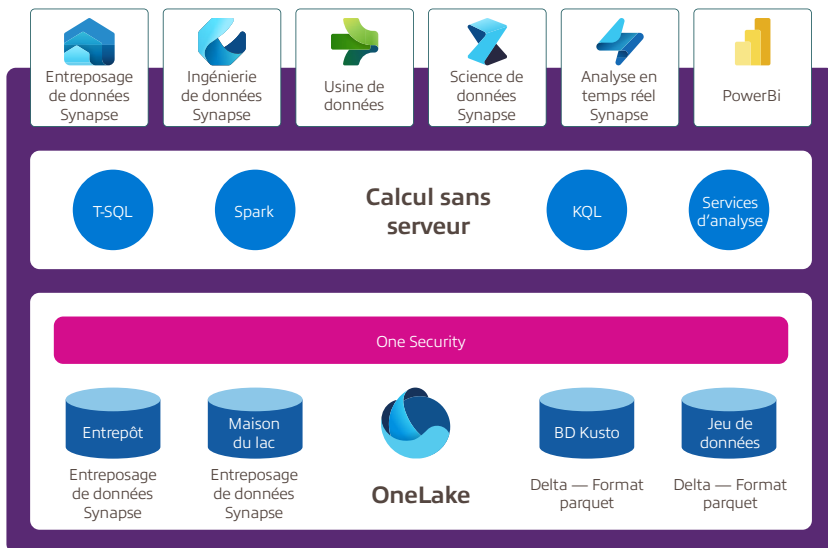 Entreposage
de données
Synapse
Ingénierie
de données
Synapse
Usine de
données
Science de
données
Synapse
Analyse en
temps réel
Synapse
PowerBi
T-SQL
Spark
Calcul sans
serveur
KQL
Services
d'analyse
One Security
Entrepôt
Maison
du lac
BD Kusto
Jeu de
données
Entreposage
de données
Synapse
Entreposage
de données
Synapse
OneLake
Delta — Format
parquet
Delta — Format
parquet